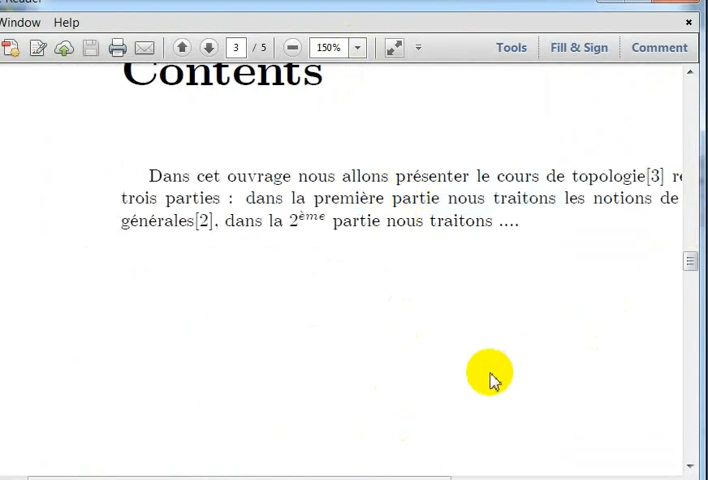 Reader
Window Help
3 / 5 150% Tools Fill & Sign Comment
Contents
Dans cet ouvrage nous allons présenter le cours de topologie[3]
trois parties : dans la première partie nous traitons les notions de
générales[2], dans la 2ème partie nous traitons ....